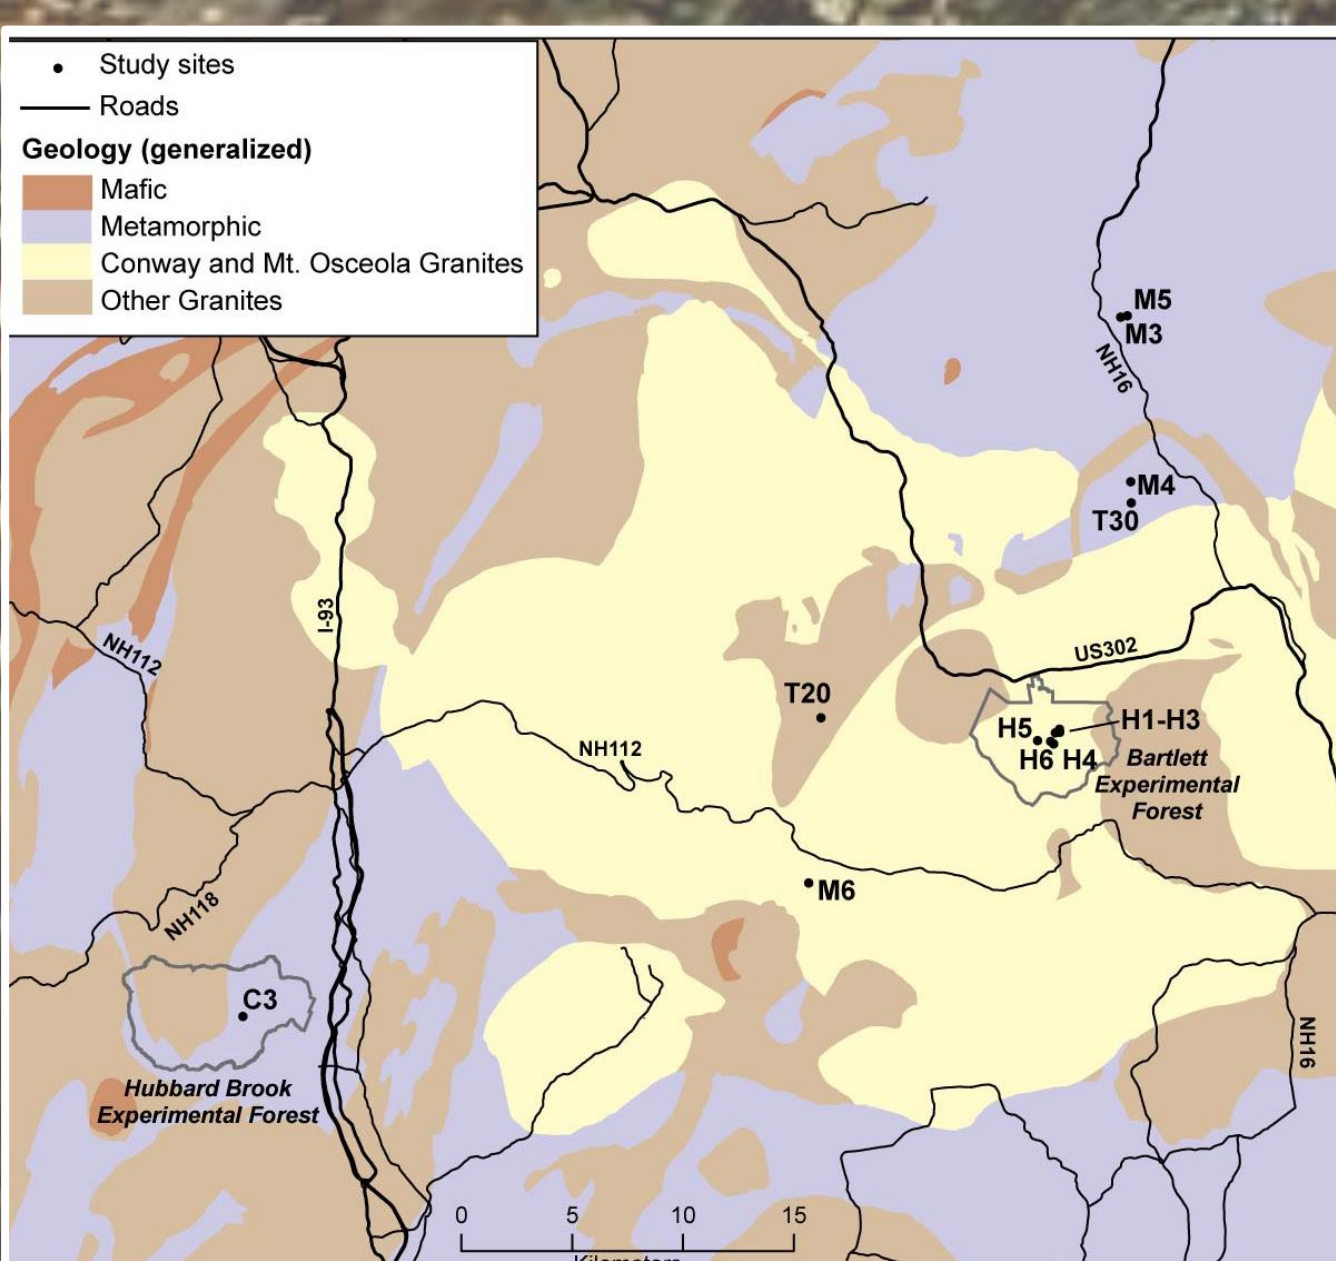 Study sites
Roads
Geology (generalized)
Mafic
Metamorphic
Conway and Mt. Osceola Granites
Other Granites
M5
M3
NH16
M4
T30
I-93
NH112
US302
T20
H5
H1-H3
H6 H4
NH112
Bartlett
Experimental
Forest
M6
NH118
C3
NH16
Hubbard Brook
Experimental Forest
0 5 10 15
Kilometers